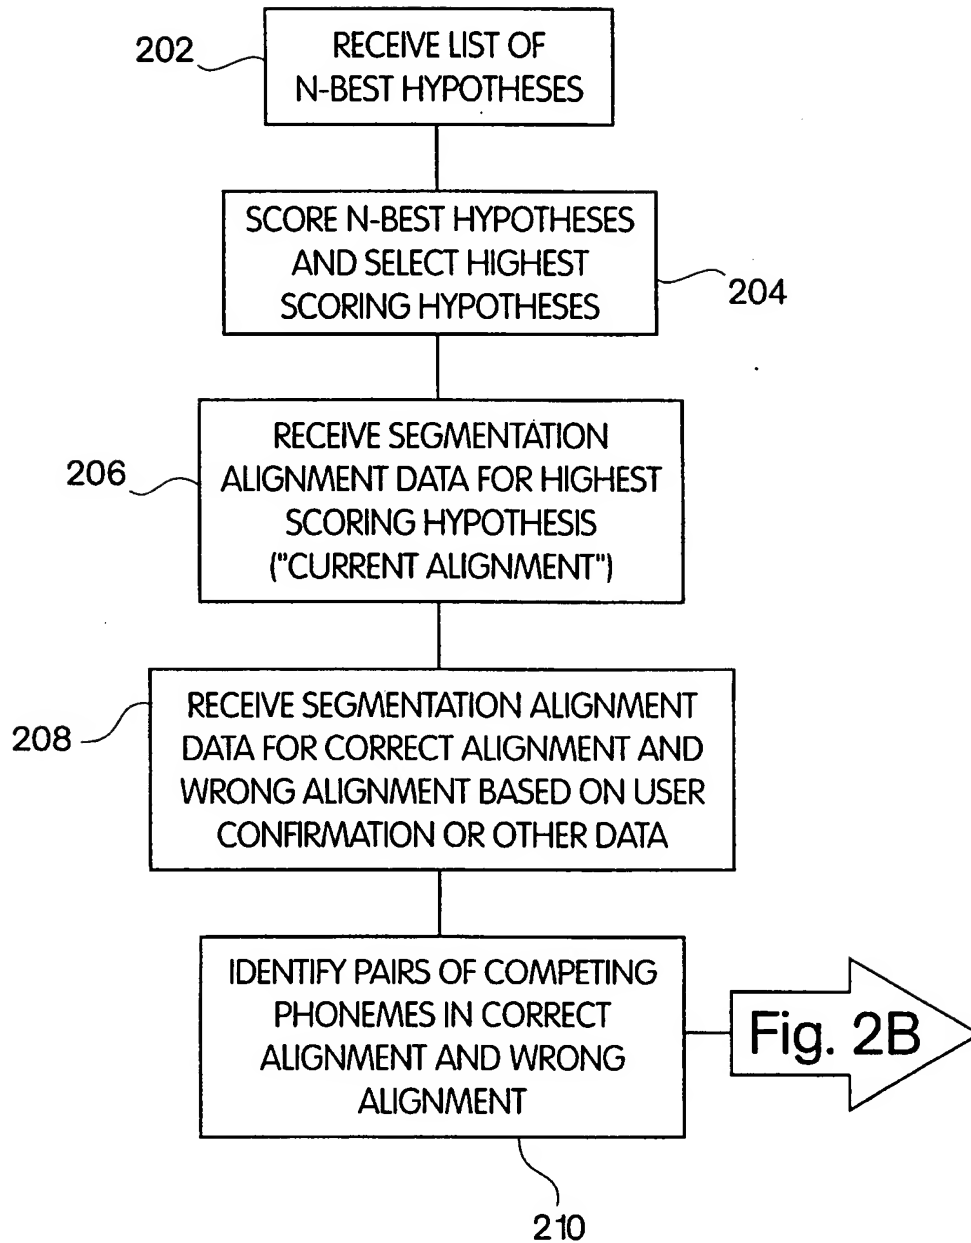 202
RECEIVE LIST OF
N-BEST HYPOTHESES
SCORE N-BEST HYPOTHESES
AND SELECT HIGHEST
SCORING HYPOTHESES
204
206
RECEIVE SEGMENTATION
ALIGNMENT DATA FOR HIGHEST
SCORING HYPOTHESIS
("CURRENT ALIGNMENT")
208
RECEIVE SEGMENTATION ALIGNMENT
DATA FOR CORRECT ALIGNMENT AND
WRONG ALIGNMENT BASED ON USER
CONFIRMATION OR OTHER DATA
IDENTIFY PAIRS OF COMPETING
PHONEMES IN CORRECT
ALIGNMENT AND WRONG
ALIGNMENT
Fig. 2B
210